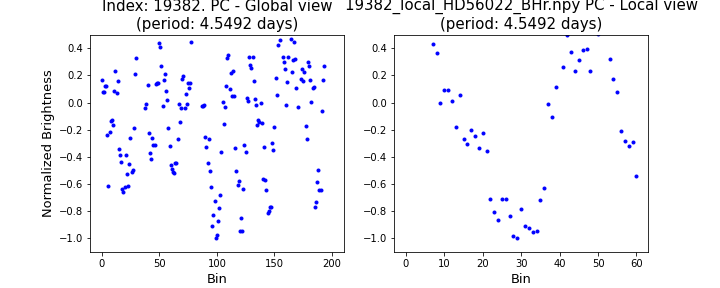 Index: 19382. PC - Global view
(period: 4.5492 days)
19382_local_HD56022_BHr.npy PC - Local view
(period: 4.5492 days)
Normalized Brightness
0.4
0.2
0.0
−0.2
−0.4
−0.6
−0.8
−1.0
0 50 100 150 200
Bin
0.4
0.2
0.0
−0.2
−0.4
−0.6
−0.8
−1.0
0 10 20 30 40 50 60
Bin